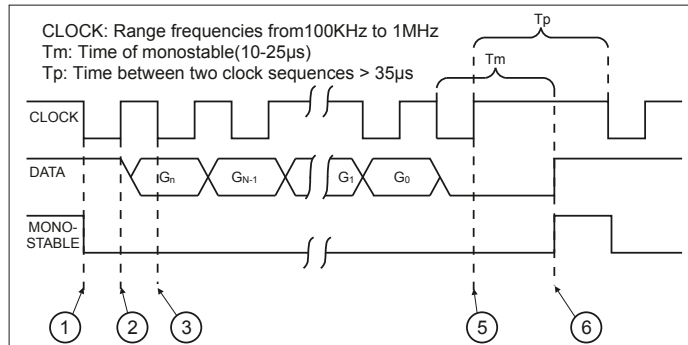 CLOCK: Range frequencies from100KHz to 1MHz
Tm: Time of monostable(10-25µs)
Tp: Time between two clock sequences > 35µs
Tp
Tm
CLOCK
DATA
Gn
GN-1
G1
G0
MONO-
STABLE
1
2
3
5
6